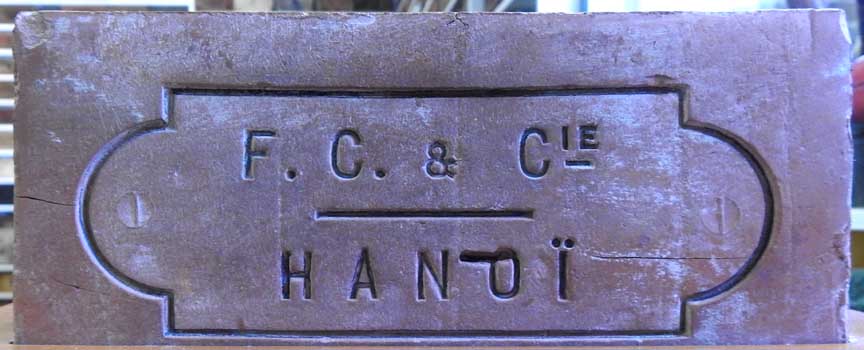 F. C. & CIE
HANOÏ